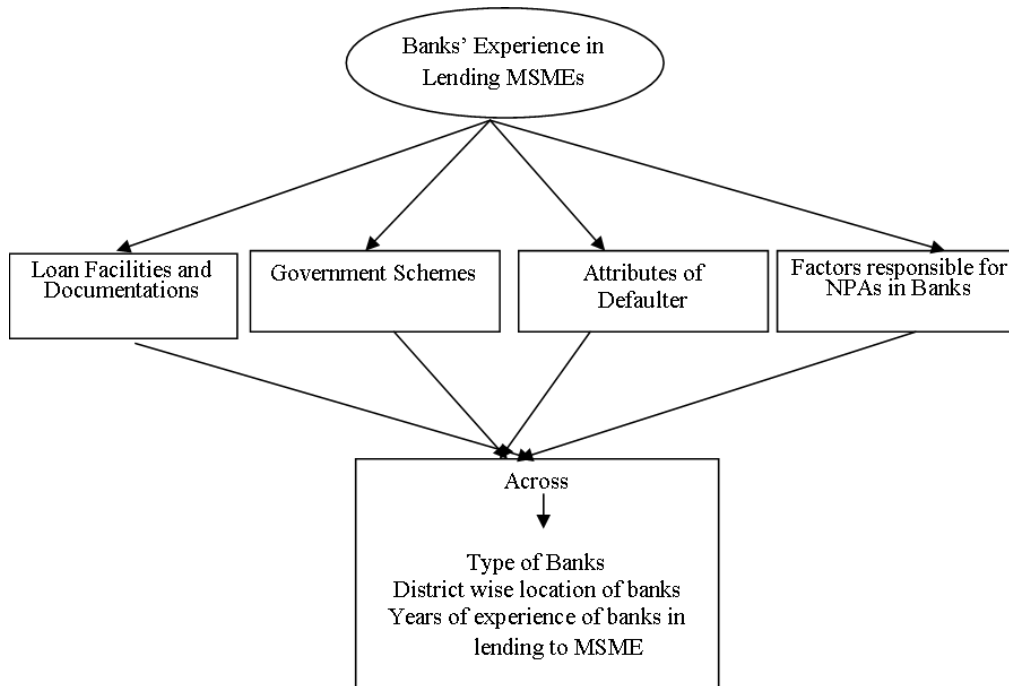 Banks’ Experience in
Lending MSMEs
Loan Facilities and
Documentations
Government Schemes
Attributes of
Defaulter
Factors responsible for
NPAs in Banks
Across
Type of Banks
District wise location of banks
Years of experience of banks in
lending to MSME